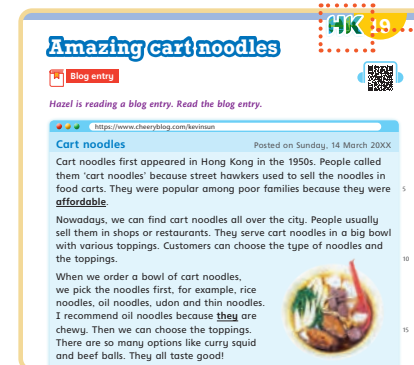 HK 19
Amazing cart noodles
Blog entry
Hazel is reading a blog entry. Read the blog entry.
https://www.cheeryblog.com/kevinsun
Cart noodles Posted on Sunday, 14 March 20XX
Cart noodles first appeared in Hong Kong in the 1950s. People called
them ‘cart noodles’ because street hawkers used to sell the noodles in
food carts. They were popular among poor families because they were 5
affordable.
Nowadays, we can find cart noodles all over the city. People usually
sell them in shops or restaurants. They serve cart noodles in a big bowl
with various toppings. Customers can choose the type of noodles and
the toppings. 10
When we order a bowl of cart noodles,
we pick the noodles first, for example, rice
noodles, oil noodles, udon and thin noodles.
I recommend oil noodles because they are
chewy. Then we can choose the toppings. 15
There are so many options like curry squid
and beef balls. They all taste good!